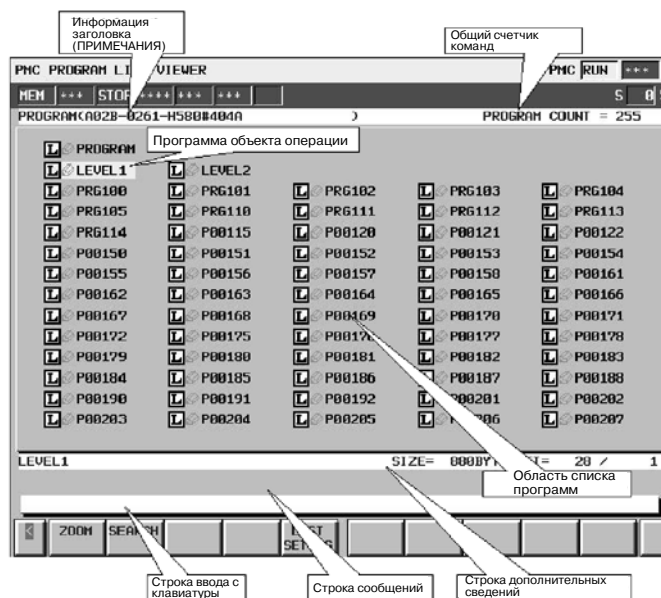 Информация
заголовка
(ПРИМЕЧАНИЯ)
Общий счетчик
команд
PMC PROGRAM LI VIEWER PMC RUN ***
MEM *** STOP **** *** *** S 0
PROGRAM(A02B-0261-H580#404A ) PROGRAM COUNT = 255
Программа объекта операции
L PROGRAM
L LEVEL1 L LEVEL2
L PRG100 L PRG101 L PRG102 L PRG103 L PRG104
L PRG105 L PRG110 L PRG111 L PRG112 L PRG113
L PRG114 L P00115 L P00120 L P00121 L P00122
L P00150 L P00151 L P00152 L P00153 L P00154
L P00155 L P00156 L P00157 L P00158 L P00161
L P00162 L P00163 L P00164 L P00165 L P00166
L P00167 L P00168 L P00169 L P00170 L P00171
L P00172 L P00175 L L P00177 L P00178
L P00179 L P00180 L P00181 L P00182 L P00183
L P00184 L P00185 L P00186 L P00187 L P00188
L P00190 L P00191 L P00192 L P00201 L P00202
L P00203 L P00204 L P00205 L L P00207
LEVEL1 SIZE= 20 / 1
Область списка
программ
ZOOM SEARCH
Строка ввода с
клавиатуры
Строка сообщений
Строка дополнительных
сведений